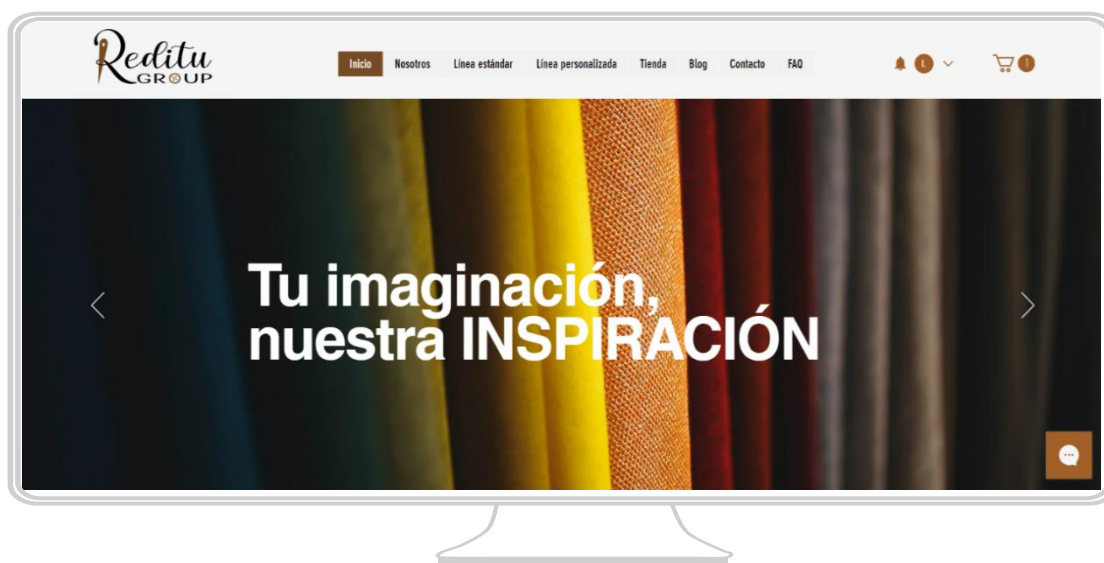 Reditu
GROUP
Inicio Nosotros Línea estándar Línea personalizada Tienda Blog Contacto FAQ
L
1
Tu imaginación,
nuestra INSPIRACIÓN